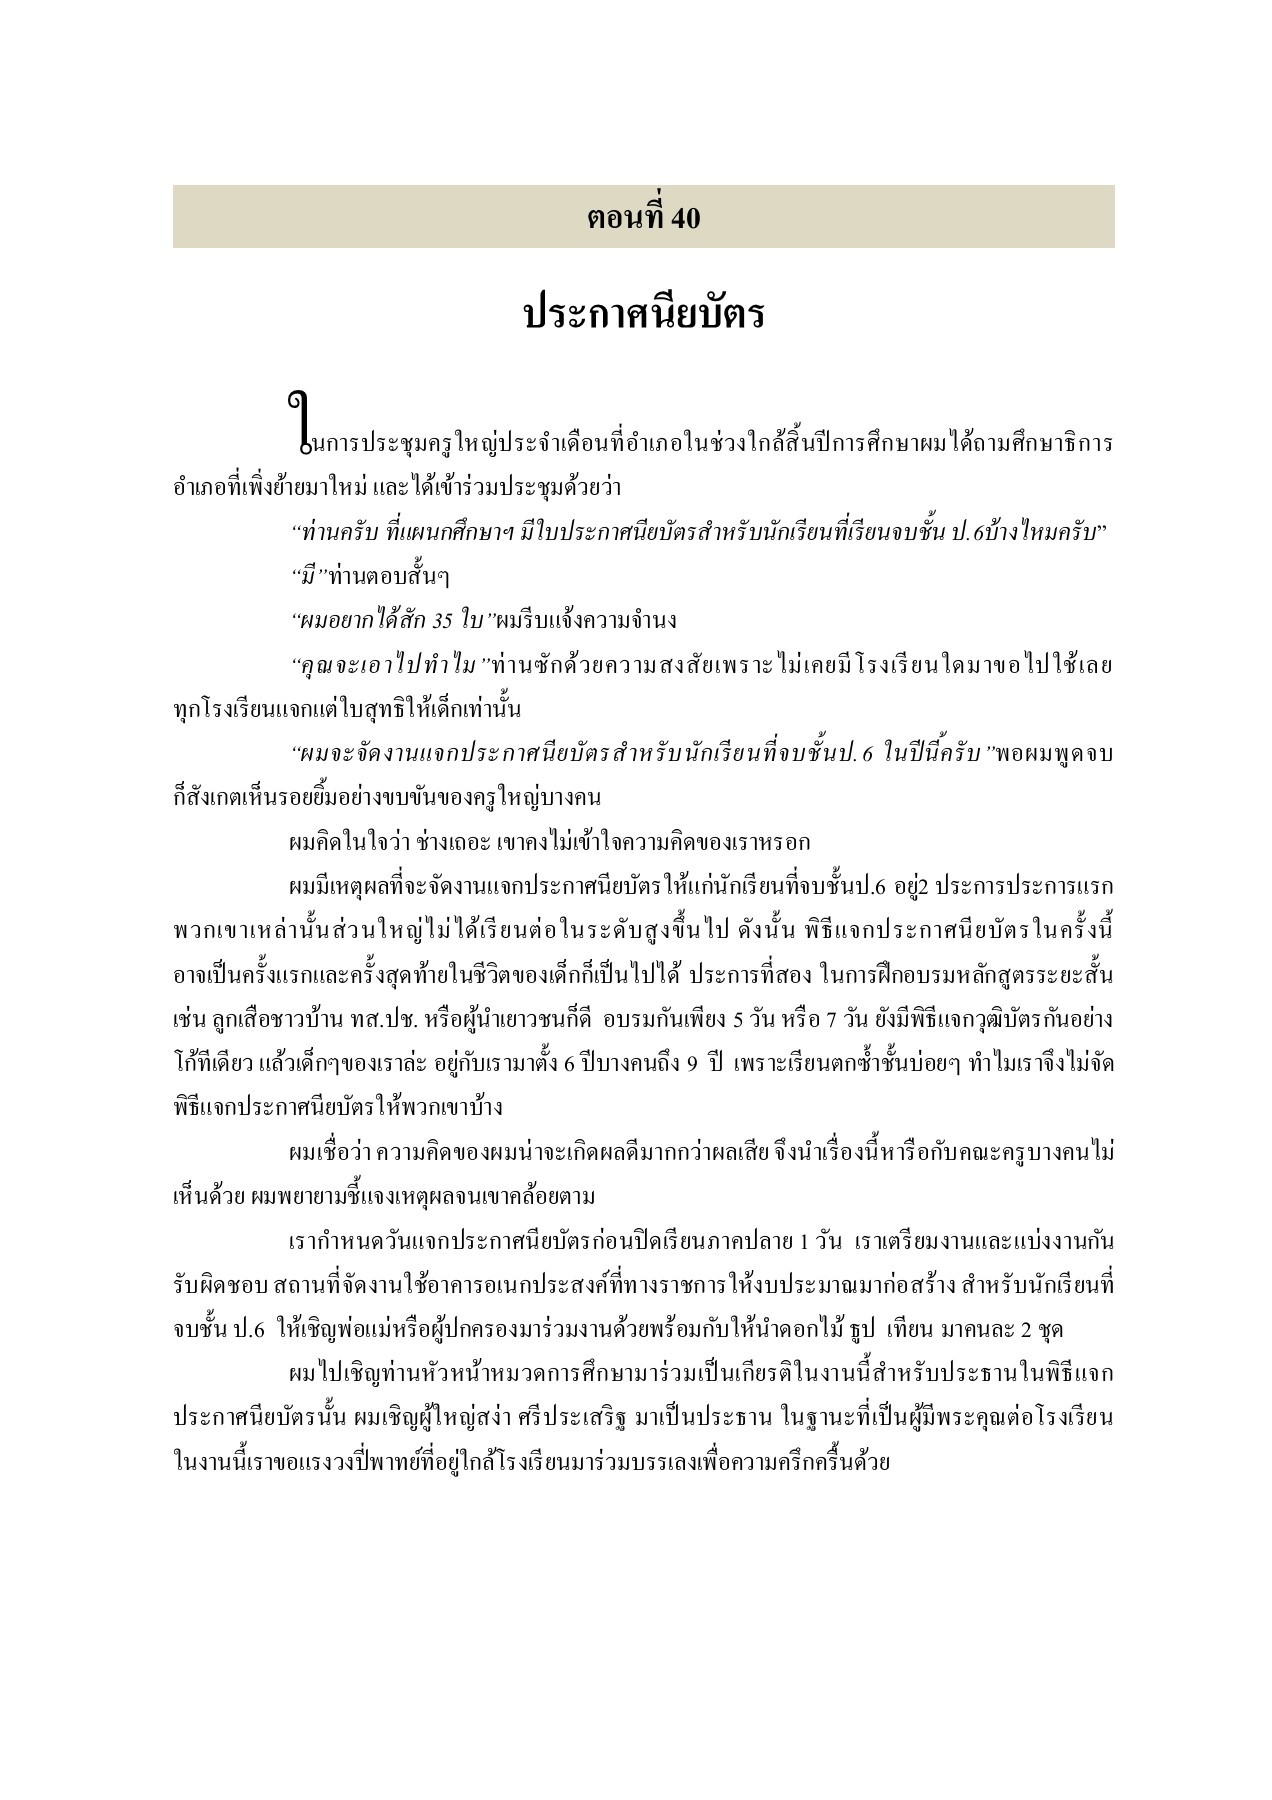 ตอนที่ 40
ประกาศนียบัตร
ในการประชุมครูใหญ่ประจำเดือนที่อำเภอในช่วงใกล้สิ้นปีการศึกษาผมได้ถามศึกษาธิการ
อำเภอที่เพิ่งย้ายมาใหม่ และได้เข้าร่วมประชุมด้วยว่า
“ท่านครับ ที่แผนกศึกษาฯ มีใบประกาศนียบัตรสำหรับนักเรียนที่เรียนจบชั้น ป.6บ้างไหมครับ”
“มี”ท่านตอบสั้นๆ
“ผมอยากได้สัก 35 ใบ”ผมรีบแจ้งความจำนง
“คุณจะเอาไปทำไม”ท่านซักด้วยความสงสัยเพราะไม่เคยมีโรงเรียนใดมาขอไปใช้เลย
ทุกโรงเรียนแจกแต่ใบสุทธิให้เด็กเท่านั้น
“ผมจะจัดงานแจกประกาศนียบัตรสำหรับนักเรียนที่จบชั้นป.6 ในปีนี้ครับ”พอผมพูดจบ
ก็สังเกตเห็นรอยยิ้มอย่างขบขันของครูใหญ่บางคน
ผมคิดในใจว่า ช่างเถอะ เขาคงไม่เข้าใจความคิดของเราหรอก
ผมมีเหตุผลที่จะจัดงานแจกประกาศนียบัตรให้แก่นักเรียนที่จบชั้นป.6 อยู่2 ประการประการแรก
พวกเขาเหล่านั้นส่วนใหญ่ไม่ได้เรียนต่อในระดับสูงขึ้นไป ดังนั้น พิธีแจกประกาศนียบัตรในครั้งนี้
อาจเป็นครั้งแรกและครั้งสุดท้ายในชีวิตของเด็กก็เป็นไปได้ ประการที่สอง ในการฝึกอบรมหลักสูตรระยะสั้น
เช่น ลูกเสือชาวบ้าน ทส.ปช. หรือผู้นำเยาวชนก็ดี อบรมกันเพียง 5 วัน หรือ 7 วัน ยังมีพิธีแจกวุฒิบัตรกันอย่าง
โก้ทีเดียว แล้วเด็กๆของเราล่ะ อยู่กับเรามาตั้ง 6 ปีบางคนถึง 9 ปี เพราะเรียนตกซ้ำชั้นบ่อยๆ ทำไมเราจึงไม่จัด
พิธีแจกประกาศนียบัตรให้พวกเขาบ้าง
ผมเชื่อว่า ความคิดของผมน่าจะเกิดผลดีมากกว่าผลเสีย จึงนำเรื่องนี้หารือกับคณะครูบางคนไม่
เห็นด้วย ผมพยายามชี้แจงเหตุผลจนเขาคล้อยตาม
เรากำหนดวันแจกประกาศนียบัตรก่อนปิดเรียนภาคปลาย 1 วัน เราเตรียมงานและแบ่งงานกัน
รับผิดชอบ สถานที่จัดงานใช้อาคารอเนกประสงค์ที่ทางราชการให้งบประมาณมาก่อสร้าง สำหรับนักเรียนที่
จบชั้น ป.6 ให้เชิญพ่อแม่หรือผู้ปกครองมาร่วมงานด้วยพร้อมกับให้นำดอกไม้ ธูป เทียน มาคนละ 2 ชุด
ผมไปเชิญท่านหัวหน้าหมวดการศึกษามาร่วมเป็นเกียรติในงานนี้สำหรับประธานในพิธีแจก
ประกาศนียบัตรนั้น ผมเชิญผู้ใหญ่สง่า ศรีประเสริฐ มาเป็นประธาน ในฐานะที่เป็นผู้มีพระคุณต่อโรงเรียน
ในงานนี้เราขอแรงวงปี่พาทย์ที่อยู่ใกล้โรงเรียนมาร่วมบรรเลงเพื่อความครึกครื้นด้วย